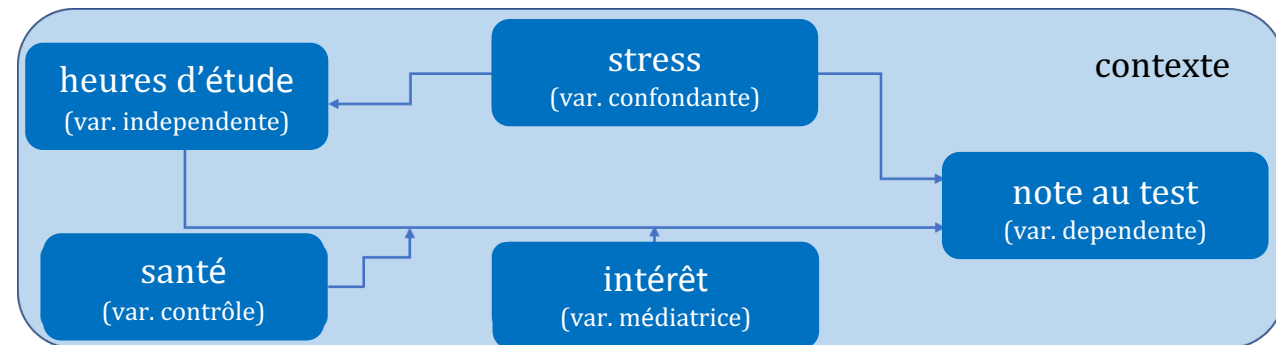 heures d'étude
(var. independente)
stress
(var. confondante)
contexte
note au test
(var. dependente)
santé
(var. contrôle)
intérêt
(var. médiatrice)